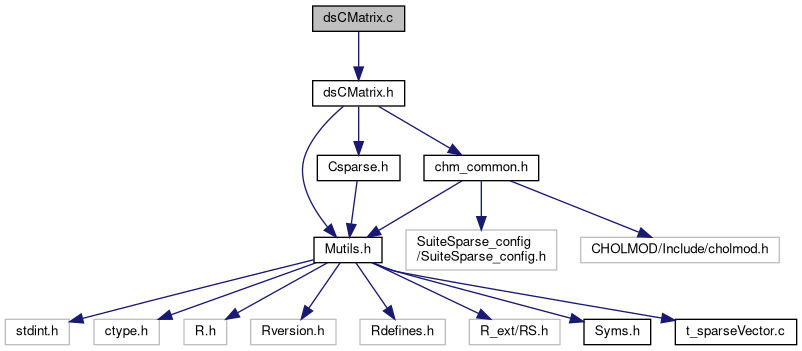 dsCMatrix.c
dsCMatrix.h
Csparse.h
chm_common.h
Mutils.h
SuiteSparse_config
/SuiteSparse_config.h
CHOLMOD/Include/cholmod.h
stdint.h
ctype.h
R.h
Rversion.h
Rdefines.h
R_ext/RS.h
Syms.h
t_sparseVector.c